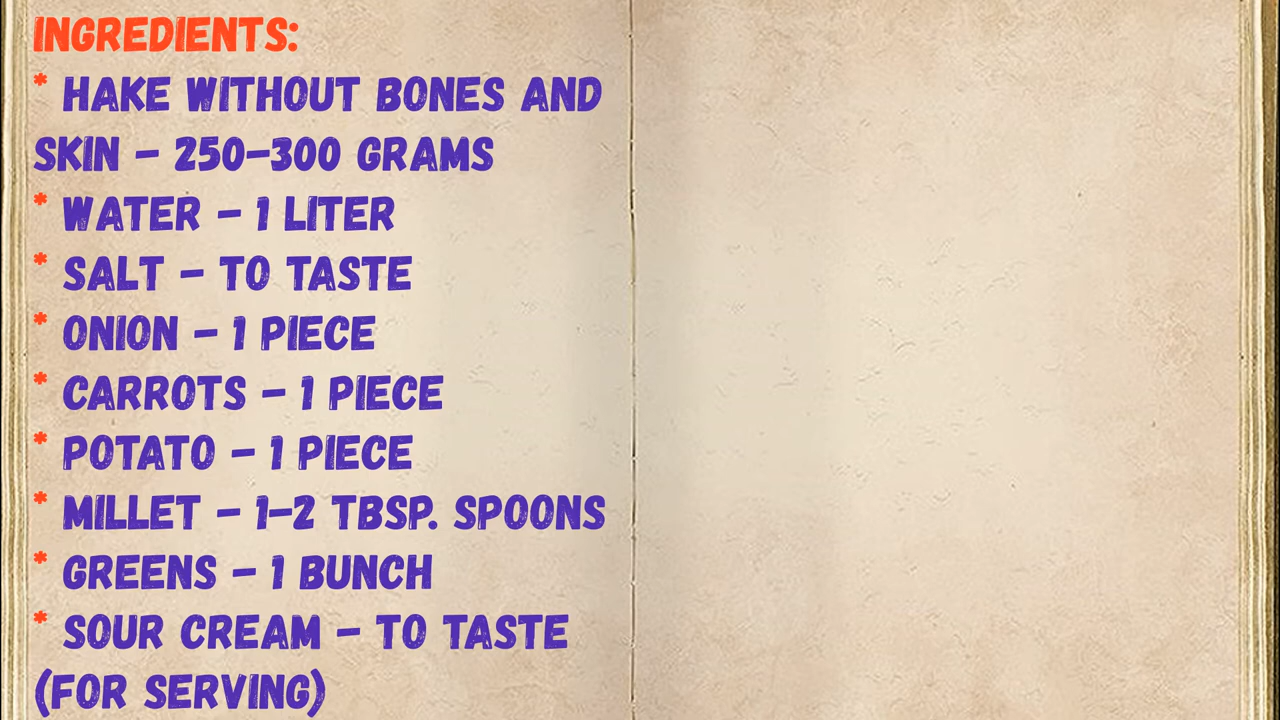 INGREDIENTS:
* HAKE WITHOUT BONES AND
SKIN – 250–300 GRAMS
* WATER – 1 LITER
* SALT – TO TASTE
* ONION – 1 PIECE
* CARROTS – 1 PIECE
* POTATO – 1 PIECE
* MILLET – 1–2 TBSP. SPOONS
* GREENS – 1 BUNCH
* SOUR CREAM – TO TASTE
(FOR SERVING)